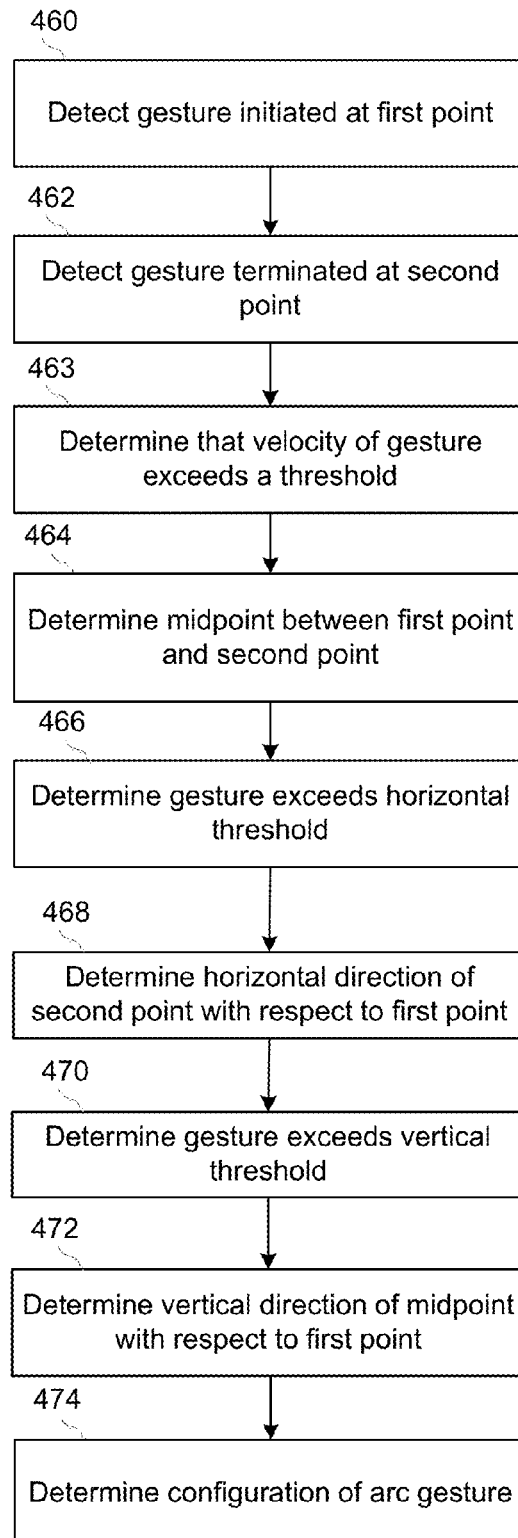 460
Detect gesture initiated at first point
462
Detect gesture terminated at second
point
463
Determine that velocity of gesture
exceeds a threshold
464
Determine midpoint between first point
and second point
466
Determine gesture exceeds horizontal
threshold
468
Determine horizontal direction of
second point with respect to first point
470
Determine gesture exceeds vertical
threshold
472
Determine vertical direction of midpoint
with respect to first point
474
Determine configuration of arc gesture